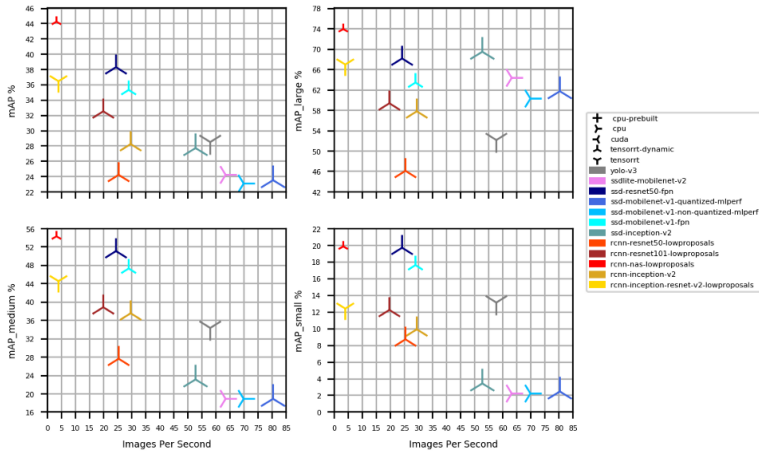 mAP %
46
44
42
40
38
36
34
32
30
28
26
24
22
mAP_large %
78
74
70
66
62
58
54
50
46
42
mAP_medium %
56
52
48
44
40
36
32
28
24
20
16
0 5 10 15 20 25 30 35 40 45 50 55 60 65 70 75 80 85
Images Per Second
mAP_small %
22
20
18
16
14
12
10
8
6
4
2
0
0 5 10 15 20 25 30 35 40 45 50 55 60 65 70 75 80 85
Images Per Second
cpu-prebuilt
cpu
cuda
tensorrt-dynamic
tensorrt
yolo-v3
ssdlite-mobilenet-v2
ssd-resnet50-fpn
ssd-mobilenet-v1-quantized-mlperf
ssd-mobilenet-v1-non-quantized-mlperf
ssd-mobilenet-v1-fpn
ssd-inception-v2
rcnn-resnet50-lowproposals
rcnn-resnet101-lowproposals
rcnn-nas-lowproposals
rcnn-inception-v2
rcnn-inception-resnet-v2-lowproposals